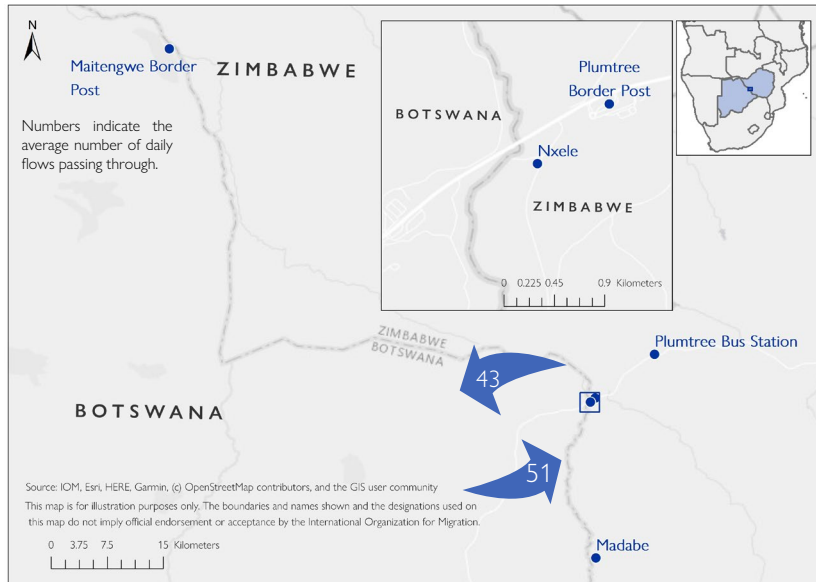 N
Maitengwe Border
Post
ZIMBABWE
Numbers indicate the
average number of daily
flows passing through.
Plumtree
Border Post
BOTSWANA
Nxele
ZIMBABWE
0 0.225 0.45 0.9 Kilometers
ZIMBABWE
BOTSWANA
Plumtree Bus Station
43
BOTSWANA
51
Source: IOM, Esri, HERE, Garmin, (c) OpenStreetMap contributors, and the GIS user community
This map is for illustration purposes only. The boundaries and names shown and the designations used on
this map do not imply official endorsement or acceptance by the International Organization for Migration.
0 3.75 7.5 15 Kilometers
Madabe